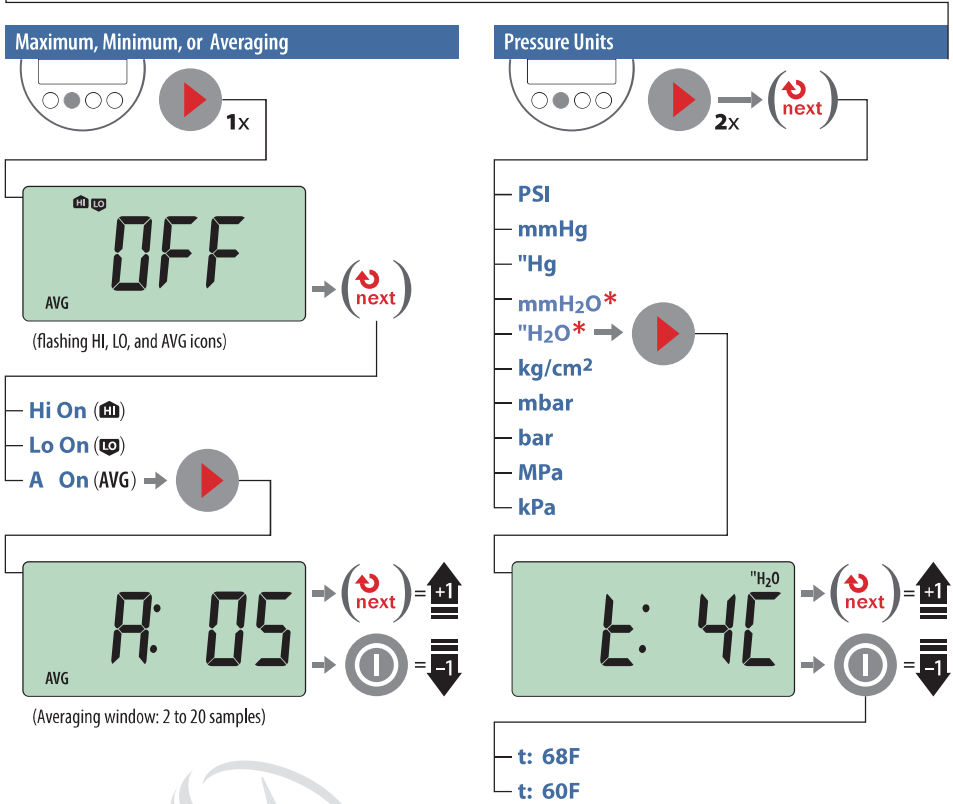 Maximum, Minimum, or Averaging
1x
HI LO
OFF
AVG
next
(flashing HI, LO, and AVG icons)
Hi On (HI)
Lo On (LO)
A On (AVG)
A: 05
AVG
next = +1
= -1
(Averaging window: 2 to 20 samples)
Pressure Units
2x
next
PSI
mmHg
"Hg
mmH2O*
"H2O*
kg/cm2
mbar
bar
MPa
kPa
"H2O
t: 4C
next = +1
= -1
t: 68F
t: 60F